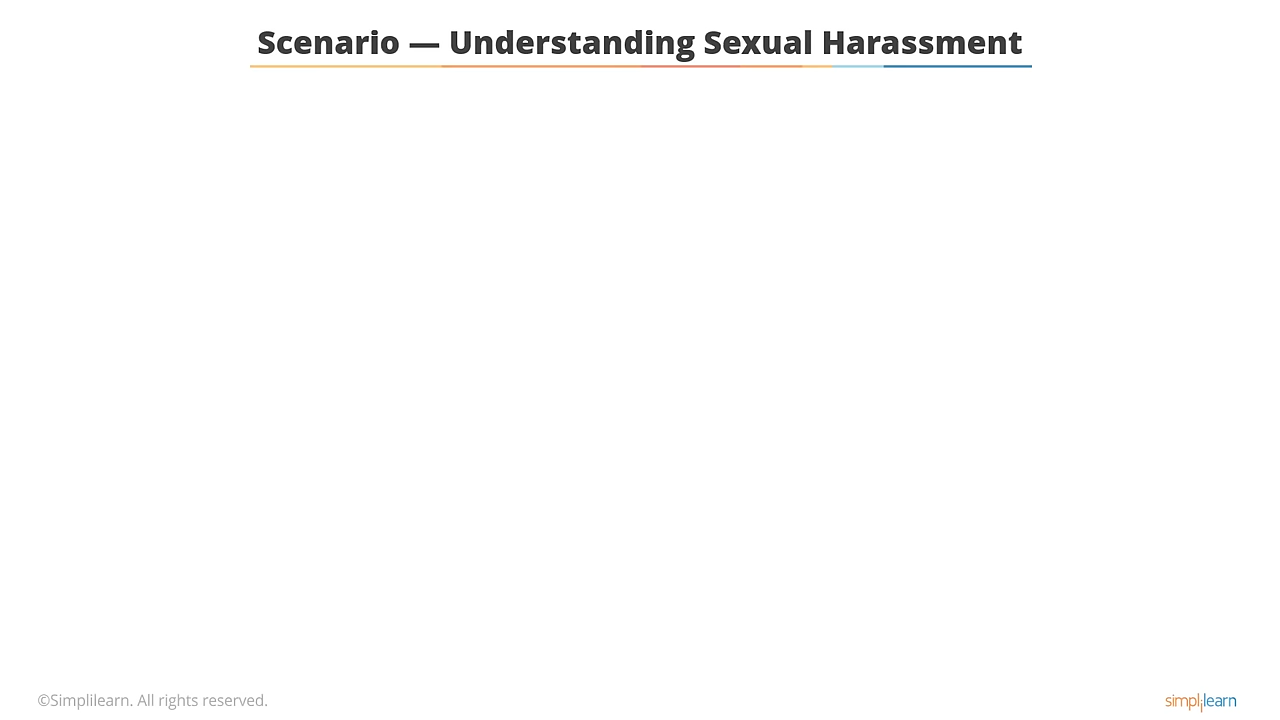 Scenario — Understanding Sexual Harassment
©Simplilearn. All rights reserved.
simplilearn